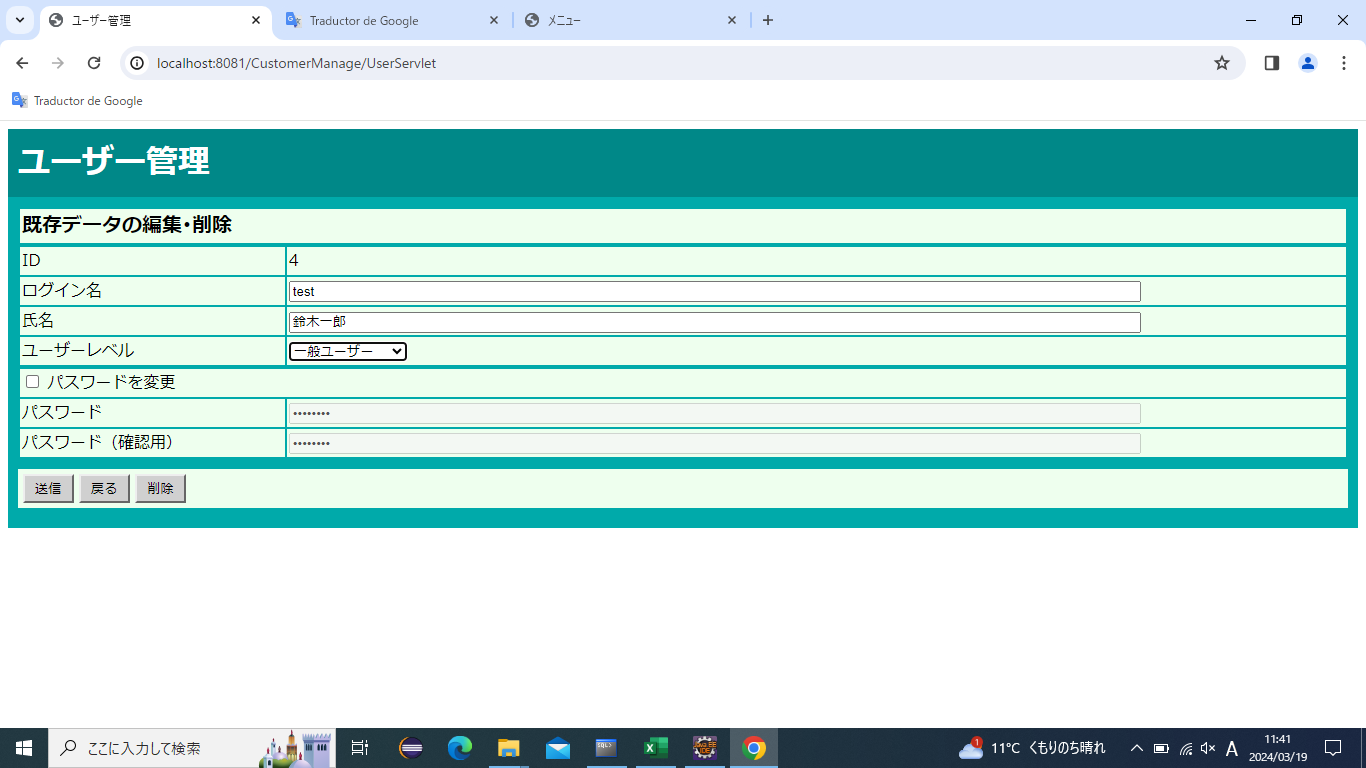 ユーザー管理
Traductor de Google
メニュー
localhost:8081/CustomerManage/UserServlet
Traductor de Google
ユーザー管理
既存データの編集・削除
ID 4
ログイン名 test
氏名 鈴木一郎
ユーザーレベル 一般ユーザー
パスワードを変更
パスワード ••••••••
パスワード（確認用） ••••••••
送信 戻る 削除
ここに入力して検索
SQL>
Java EE
IDE
1
11°C くもりのち晴れ
A
11:41
2024/03/19